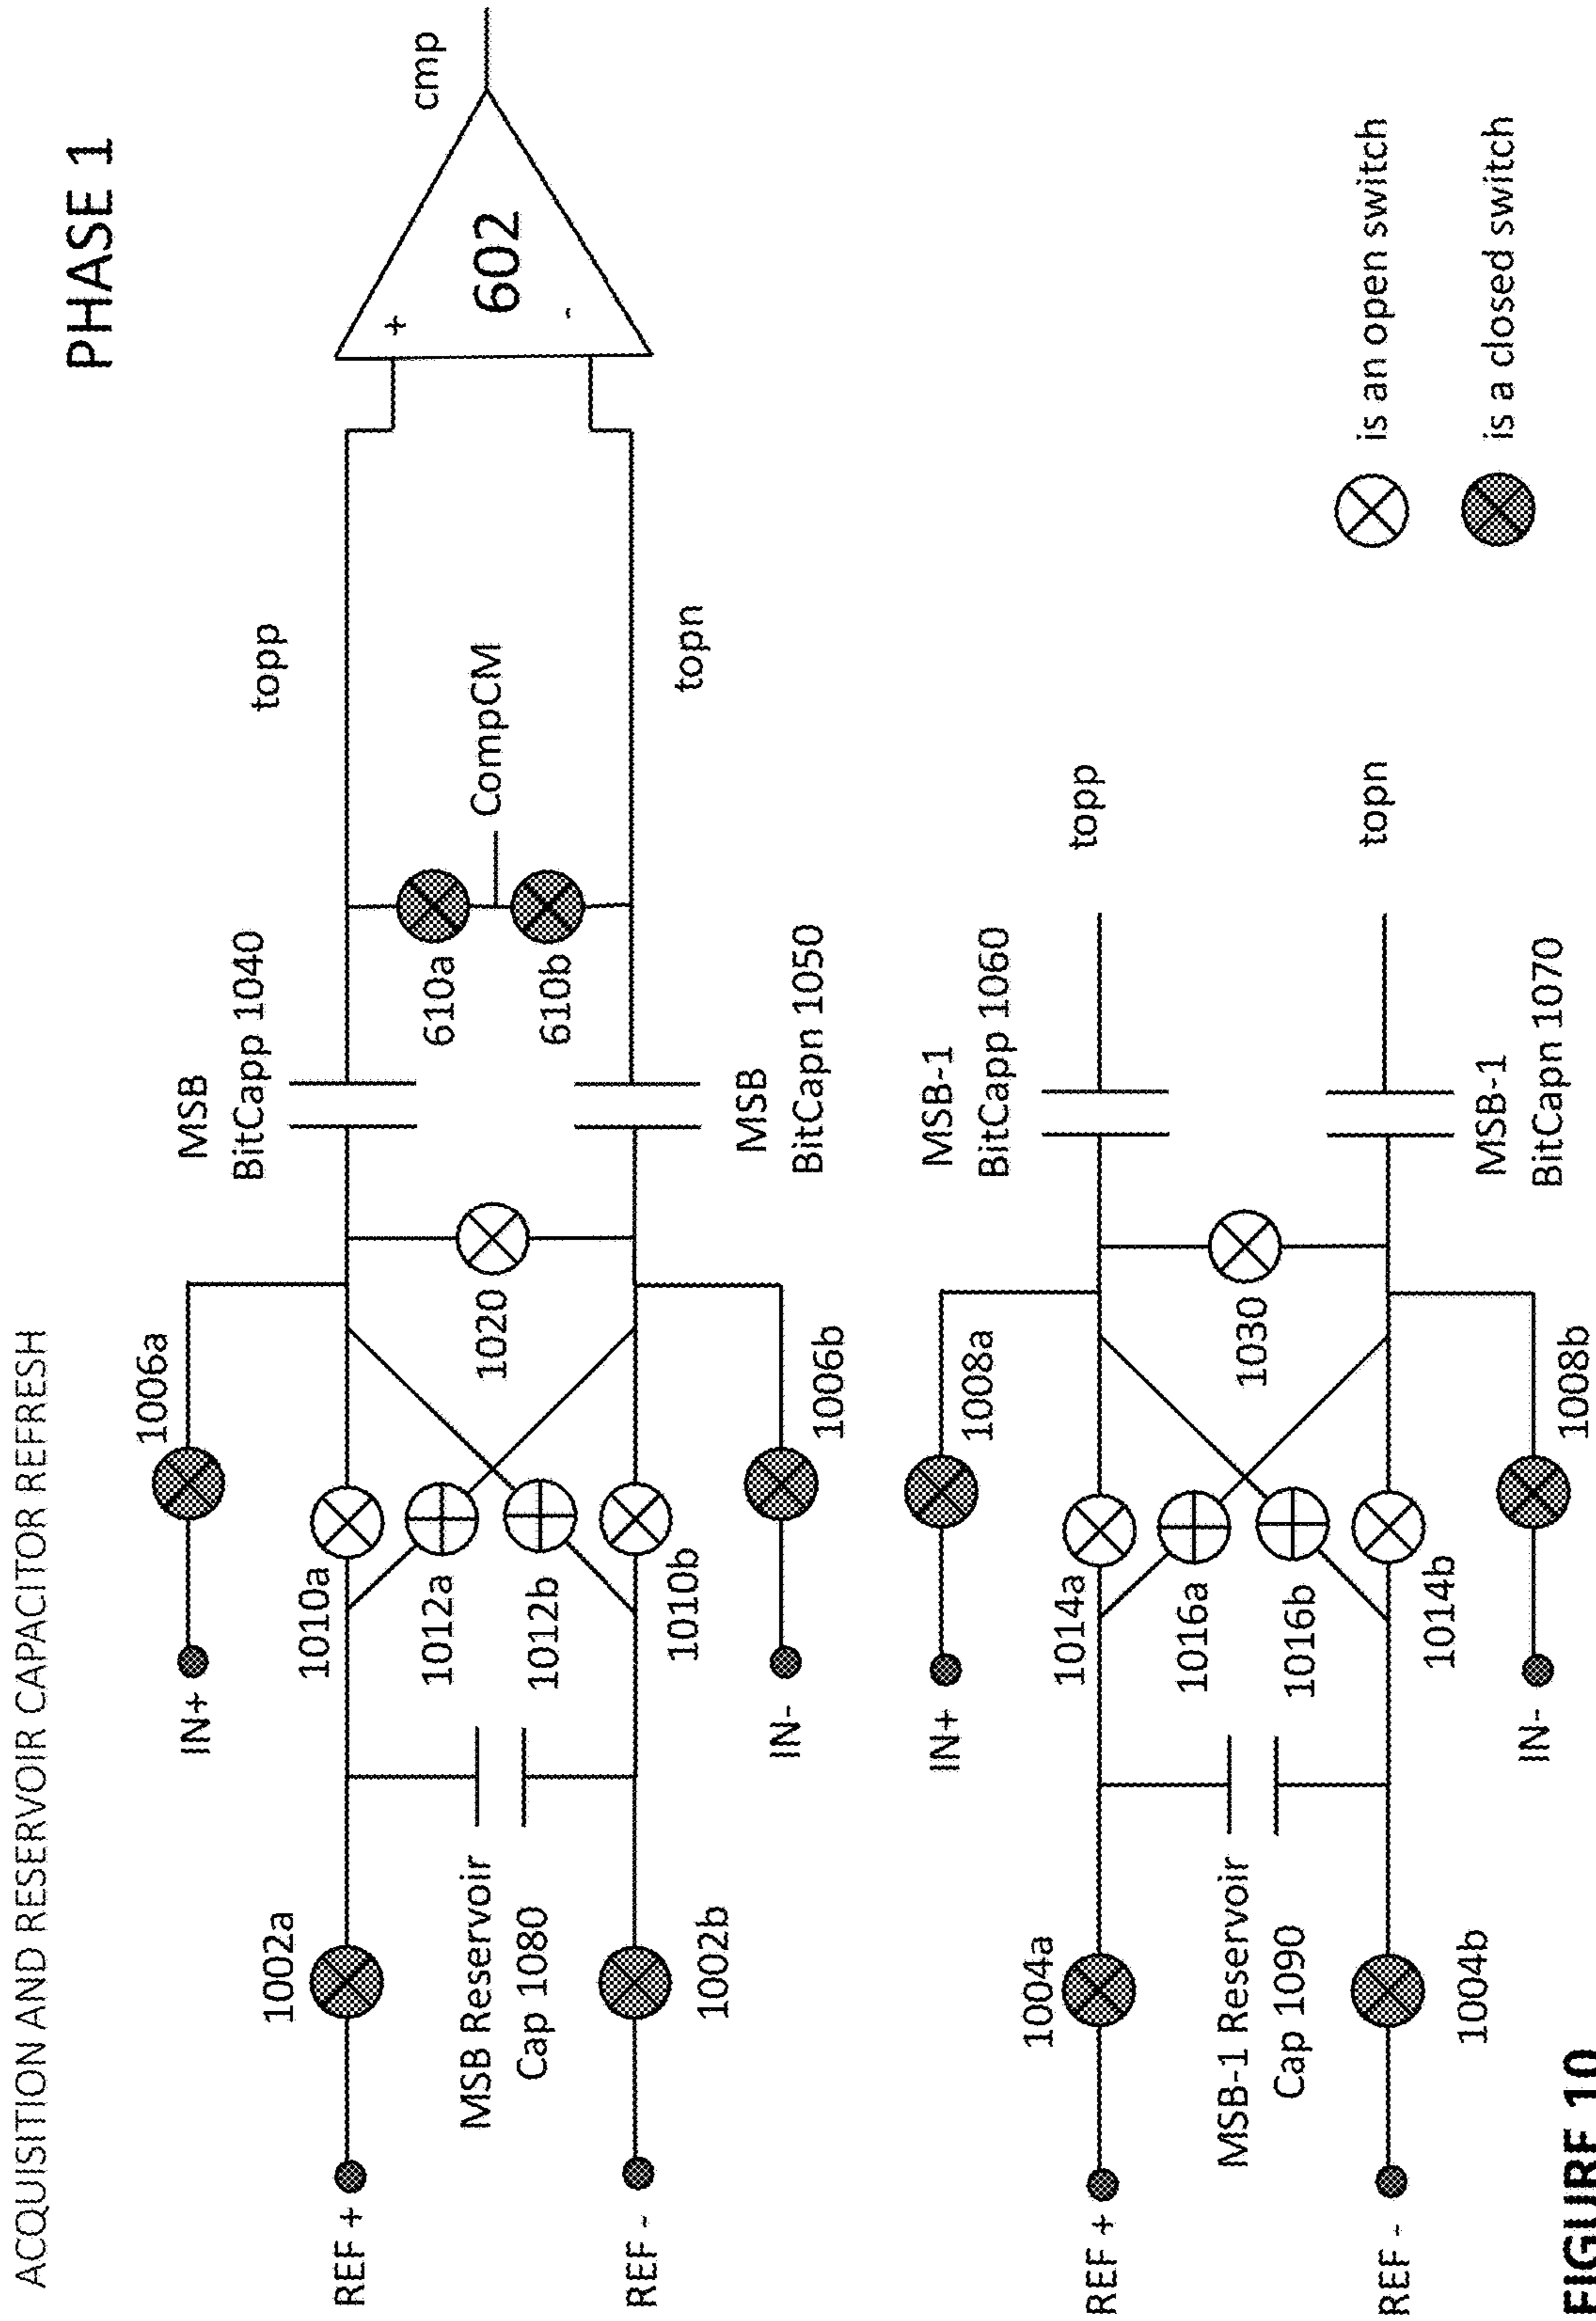 ACQUISITION AND RESERVOIR CAPACITOR REFRESH
PHASE 1
IN+
1006a
REF +
1002a
1010a
MSB
BitCapp 1040
topp
cmp
MSB Reservoir
Cap 1080
1012a
1012b
1020
610a
610b
CompCM
+
602
-
REF -
1002b
1010b
MSB
BitCapn 1050
topn
IN-
1006b
IN+
1008a
REF +
1004a
1014a
MSB-1
BitCapp 1060
topp
MSB-1 Reservoir
Cap 1090
1016a
1016b
1030
REF -
1004b
1014b
MSB-1
BitCapn 1070
topn
IN-
1008b
is an open switch
is a closed switch
FIGURE 10